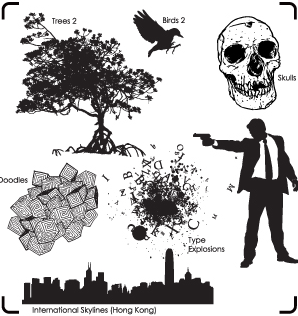 Trees 2
Birds 2
Skulls
Doodles
Type
Explosions
International Skylines (Hong Kong)